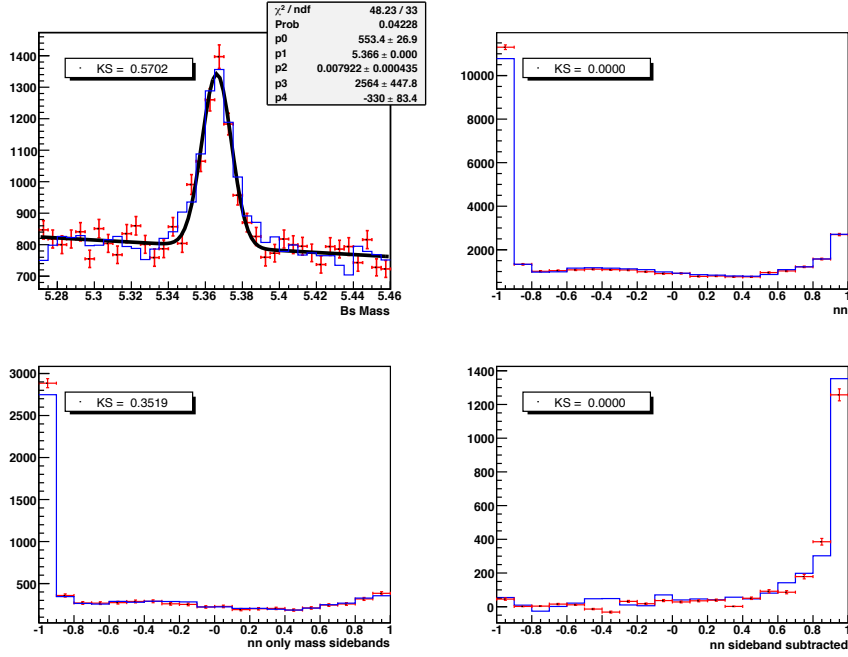 χ² / ndf 48.23 / 33
Prob 0.04228
p0 553.4 ± 26.9
p1 5.366 ± 0.000
p2 0.007922 ± 0.000435
p3 2564 ± 447.8
p4 -330 ± 83.4
KS = 0.5702
1400
1300
1200
1100
1000
900
800
700
5.28 5.3 5.32 5.34 5.36 5.38 5.4 5.42 5.44 5.46
Bs Mass
KS = 0.0000
10000
8000
6000
4000
2000
-1 -0.8 -0.6 -0.4 -0.2 -0 0.2 0.4 0.6 0.8 1
nn
KS = 0.3519
3000
2500
2000
1500
1000
500
-1 -0.8 -0.6 -0.4 -0.2 -0 0.2 0.4 0.6 0.8 1
nn only mass sidebands
KS = 0.0000
1400
1200
1000
800
600
400
200
0
-1 -0.8 -0.6 -0.4 -0.2 -0 0.2 0.4 0.6 0.8 1
nn sideband subtracted